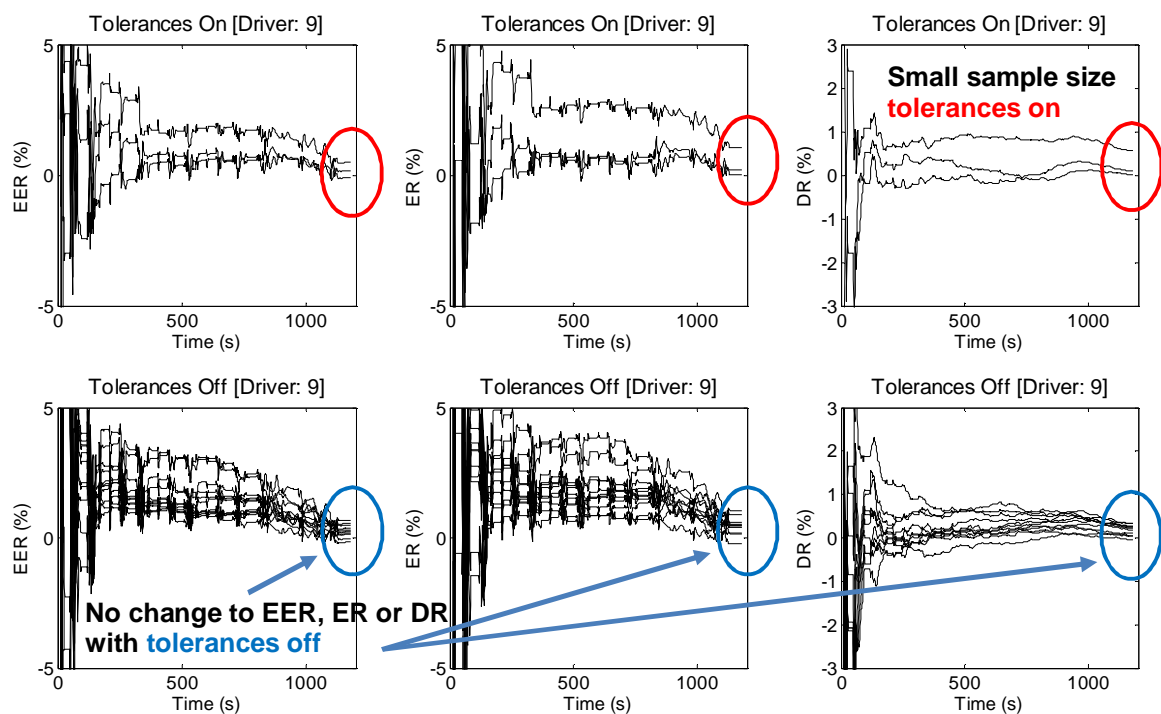 Tolerances On [Driver: 9]
5
0
-5
EER (%)
0
500
1000
Time (s)
Tolerances On [Driver: 9]
5
0
-5
ER (%)
0
500
1000
Time (s)
Tolerances On [Driver: 9]
3
2
1
0
-1
-2
-3
DR (%)
0
500
1000
Time (s)
Small sample size
tolerances on
Tolerances Off [Driver: 9]
5
0
-5
EER (%)
0
500
1000
Time (s)
Tolerances Off [Driver: 9]
5
0
-5
ER (%)
0
500
1000
Time (s)
Tolerances Off [Driver: 9]
3
2
1
0
-1
-2
-3
DR (%)
0
500
1000
Time (s)
No change to EER, ER or DR
with tolerances off